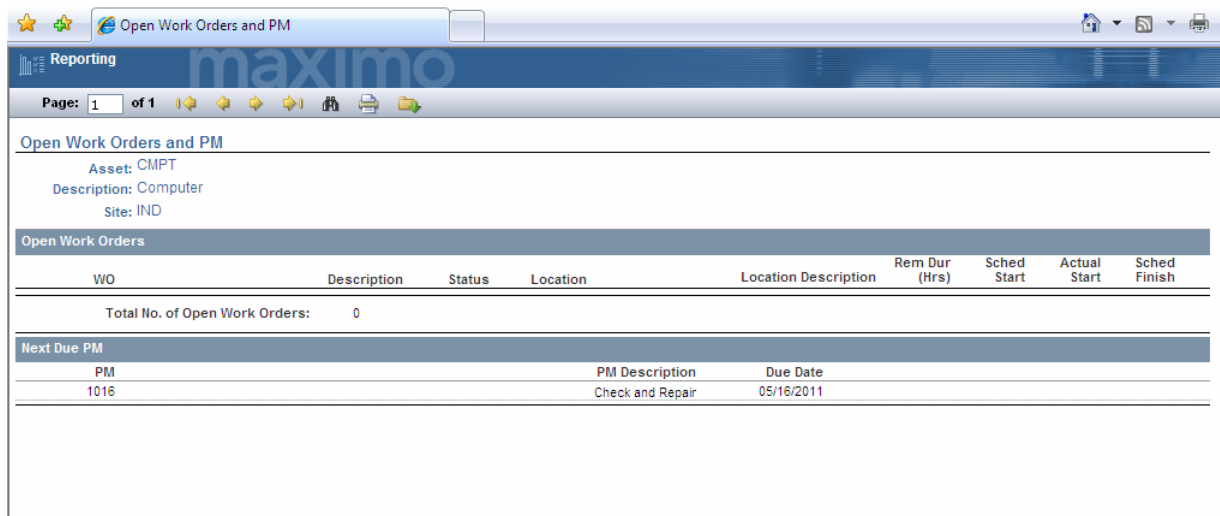 Open Work Orders and PM
Reporting
maximo
Page: 1 of 1
Open Work Orders and PM
Asset: CMPT
Description: Computer
Site: IND
Open Work Orders
WO Description Status Location Location Description Rem Dur (Hrs) Sched Start Actual Start Sched Finish
Total No. of Open Work Orders: 0
Next Due PM
PM PM Description Due Date
1016 Check and Repair 05/16/2011